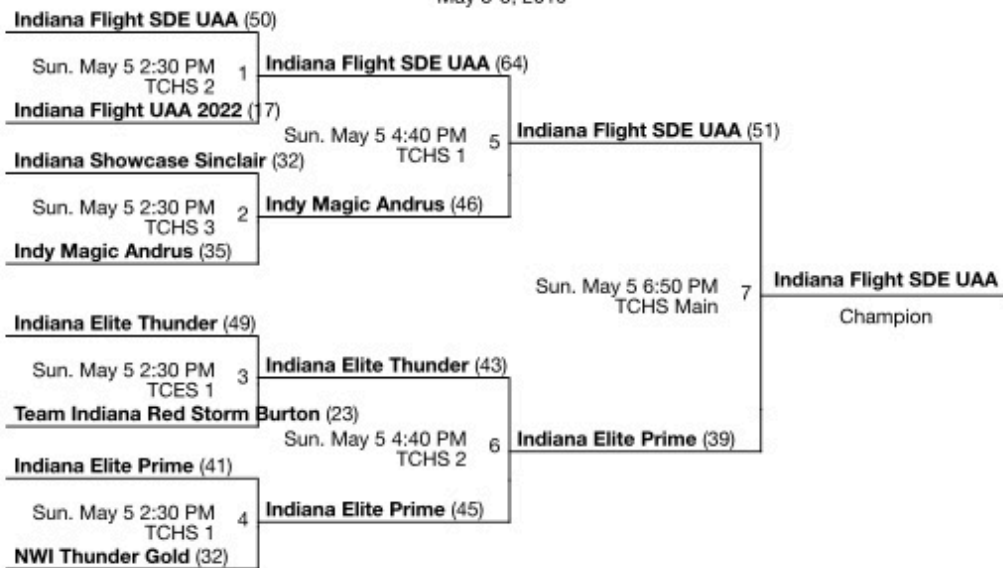 Indiana Flight SDE UAA (50)
Sun. May 5 2:30 PM
TCHS 2
1
Indiana Flight UAA 2022 (17)
Indiana Showcase Sinclair (32)
Sun. May 5 2:30 PM
TCHS 3
2
Indy Magic Andrus (35)
Indiana Elite Thunder (49)
Sun. May 5 2:30 PM
TCES 1
3
Team Indiana Red Storm Burton (23)
Indiana Elite Prime (41)
Sun. May 5 2:30 PM
TCHS 1
4
NWI Thunder Gold (32)
Indiana Flight SDE UAA (64)
Sun. May 5 4:40 PM
TCHS 1
5
Indy Magic Andrus (46)
Indiana Elite Thunder (43)
Sun. May 5 4:40 PM
TCHS 2
6
Indiana Elite Prime (45)
Indiana Flight SDE UAA (51)
Sun. May 5 6:50 PM
TCHS Main
7
Indiana Elite Prime (39)
Indiana Flight SDE UAA
Champion